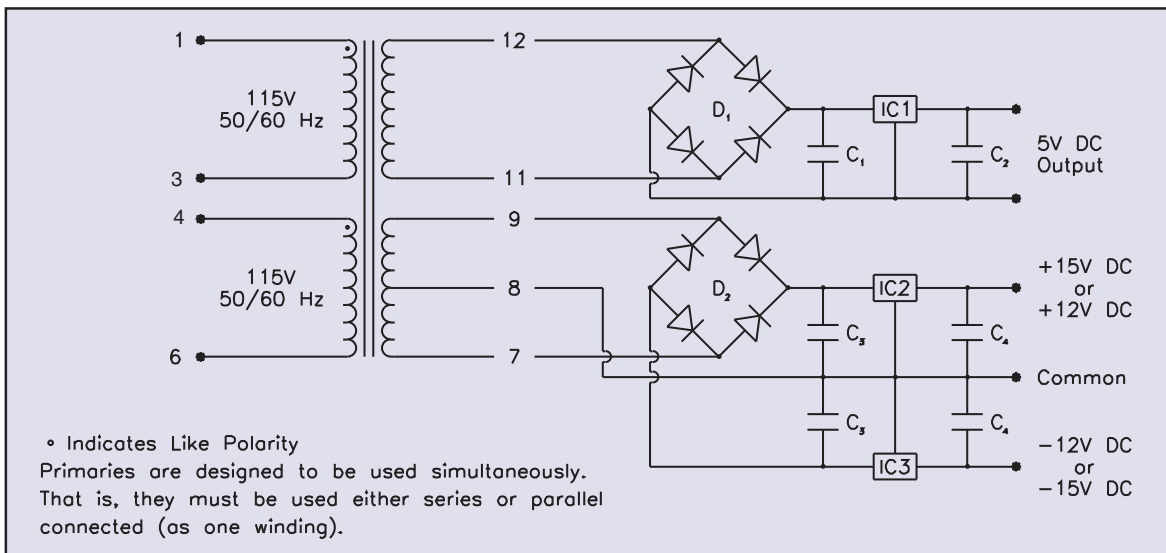 1
12
115V
50/60 Hz
D₁
IC1
C₁
C₂
5V DC
Output
3
11
4
9
115V
50/60 Hz
8
D₂
IC2
C₃
C₄
+15V DC
or
+12V DC
6
7
Common
C₃
C₄
IC3
-12V DC
or
-15V DC
Indicates Like Polarity
Primaries are designed to be used simultaneously.
That is, they must be used either series or parallel
connected (as one winding).